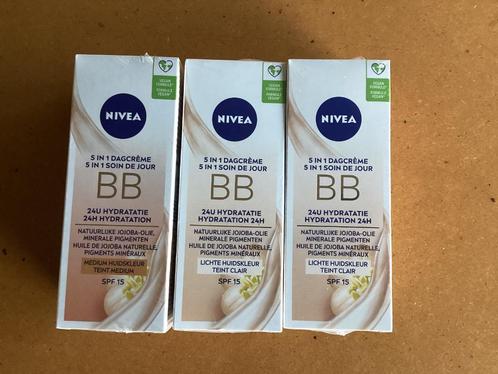 VEGAN
FORMULE
FORMULE
VEGAN
NIVEA
5 IN 1 DAGCRÈME
5 IN 1 SOIN DE JOUR
BB
24U HYDRATATIE
24H HYDRATATION
NATUURLIJKE JOJOBA-OLIE,
MINERALE PIGMENTEN
HUILE DE JOJOBA NATURELLE,
PIGMENTS MINÉRAUX
MEDIUM HUIDSKLEUR
TEINT MEDIUM
SPF 15
VEGAN
FORMULE
FORMULE
VEGAN
NIVEA
5 IN 1 DAGCRÈME
5 IN 1 SOIN DE JOUR
BB
24U HYDRATATIE
HYDRATATION 24H
NATUURLIJKE JOJOBA-OLIE,
MINERALE PIGMENTEN
HUILE DE JOJOBA NATURELLE,
PIGMENTS MINÉRAUX
LICHTE HUIDSKLEUR
TEINT CLAIR
SPF 15
VEGAN
FORMULE
FORMULE
VEGAN
NIVEA
5 IN 1 DAGCRÈME
5 IN 1 SOIN DE JOUR
BB
24U HYDRATATIE
HYDRATATION 24H
NATUURLIJKE JOJOBA-OLIE,
MINERALE PIGMENTEN
HUILE DE JOJOBA NATURELLE,
PIGMENTS MINÉRAUX
LICHTE HUIDSKLEUR
TEINT CLAIR
SPF 15